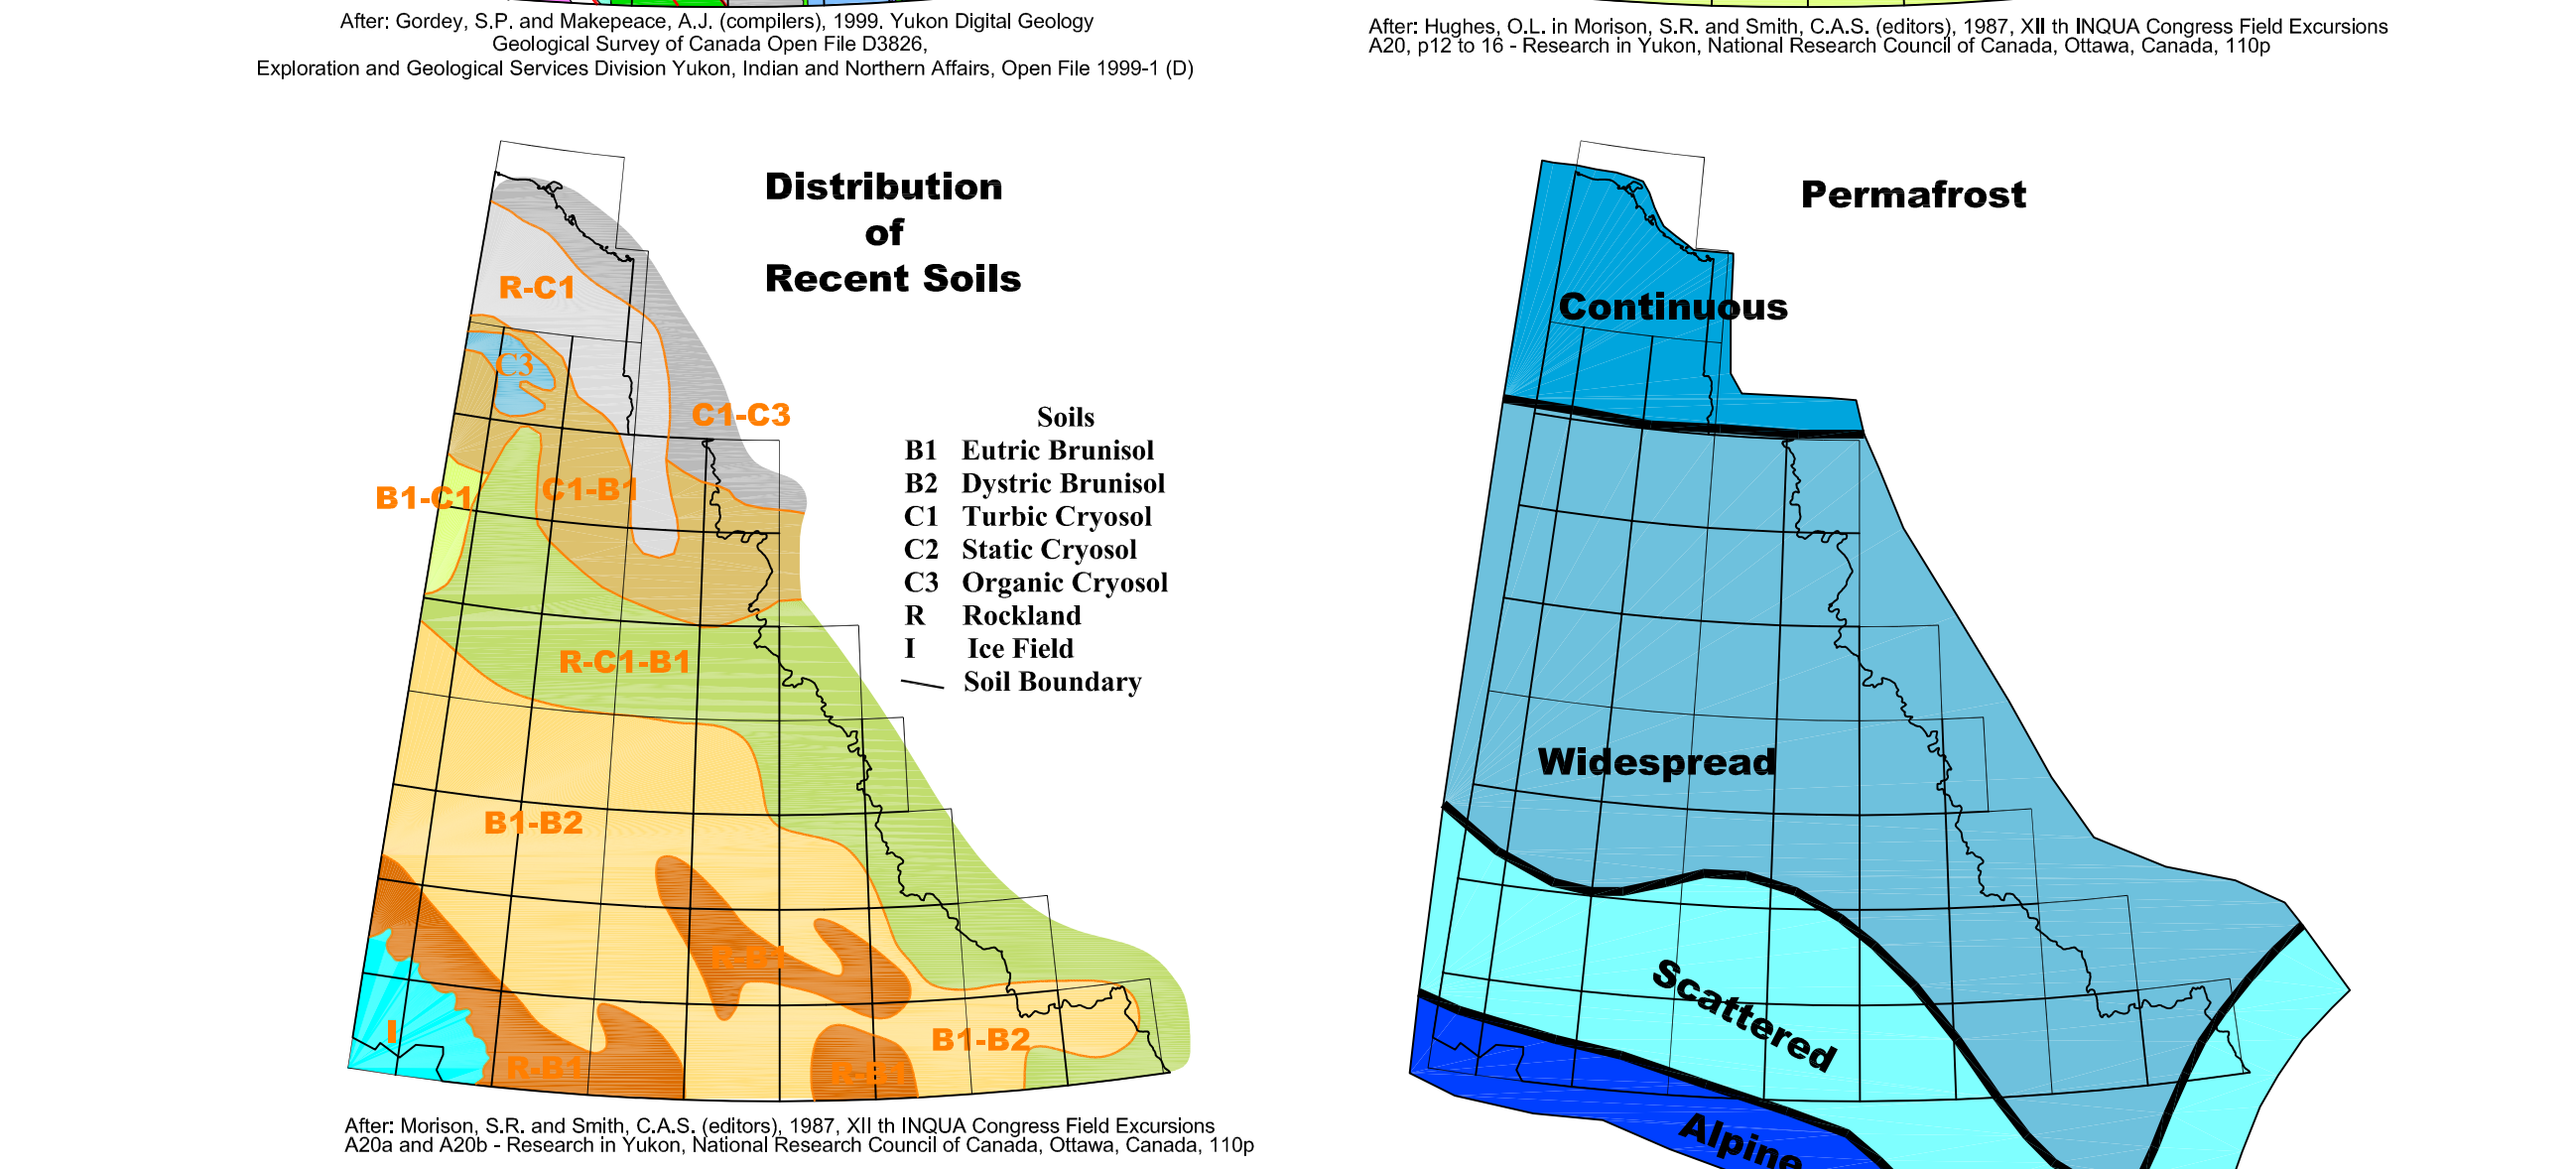 After: Gordey, S.P. and Makepeace, A.J. (compilers), 1999. Yukon Digital Geology
Geological Survey of Canada Open File D3826,
Exploration and Geological Services Division Yukon, Indian and Northern Affairs, Open File 1999-1 (D)
After: Hughes, O.L. in Morison, S.R. and Smith, C.A.S. (editors), 1987, XII th INQUA Congress Field Excursions
A20, p12 to 16 - Research in Yukon, National Research Council of Canada, Ottawa, Canada, 110p
Distribution
of
Recent Soils
R-C1
C3
C1-C3
B1-C1
C1-B1
R-C1-B1
B1-B2
R-B1
I
R-B1
R-B1
B1-B2
Soils
B1 Eutric Brunisol
B2 Dystric Brunisol
C1 Turbic Cryosol
C2 Static Cryosol
C3 Organic Cryosol
R Rockland
I Ice Field
Soil Boundary
After: Morison, S.R. and Smith, C.A.S. (editors), 1987, XII th INQUA Congress Field Excursions
A20a and A20b - Research in Yukon, National Research Council of Canada, Ottawa, Canada, 110p
Permafrost
Continuous
Widespread
Scattered
Alpine